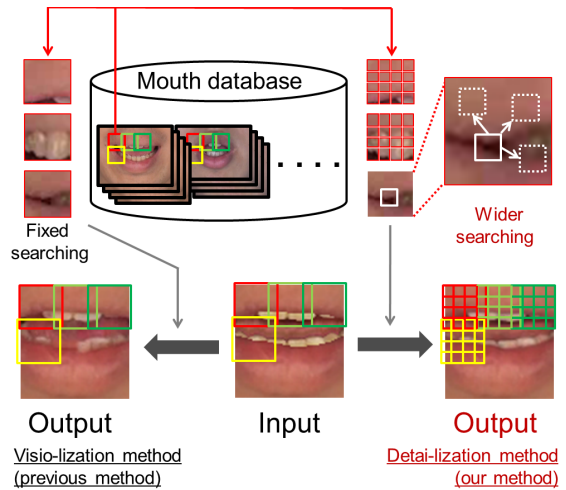 Mouth database
. . . .
Fixed
searching
Wider
searching
Output
Input
Output
Visio-lization method
(previous method)
Detai-lization method
(our method)